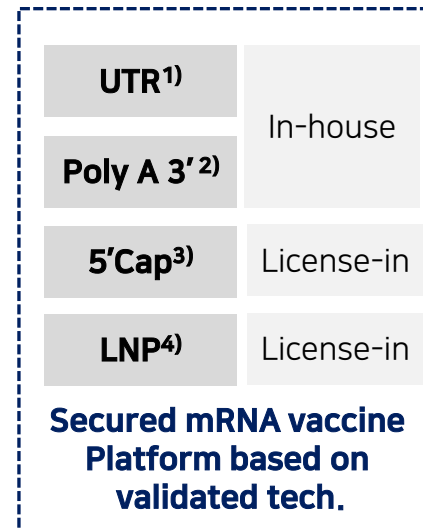 UTR1)
In-house
Poly A 3′ 2)
5′Cap3)
License-in
LNP4)
License-in
Secured mRNA vaccine
Platform based on
validated tech.